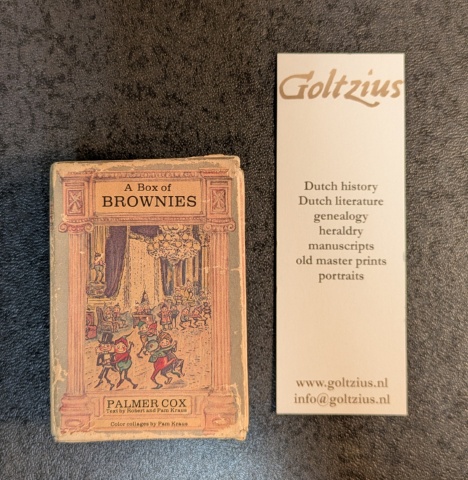 A Box of
BROWNIES
PALMER COX
Text by Robert and Pam Kraus
Color collages by Pam Kraus
Goltzius
Dutch history
Dutch literature
genealogy
heraldry
manuscripts
old master prints
portraits
www.goltzius.nl
info@goltzius.nl